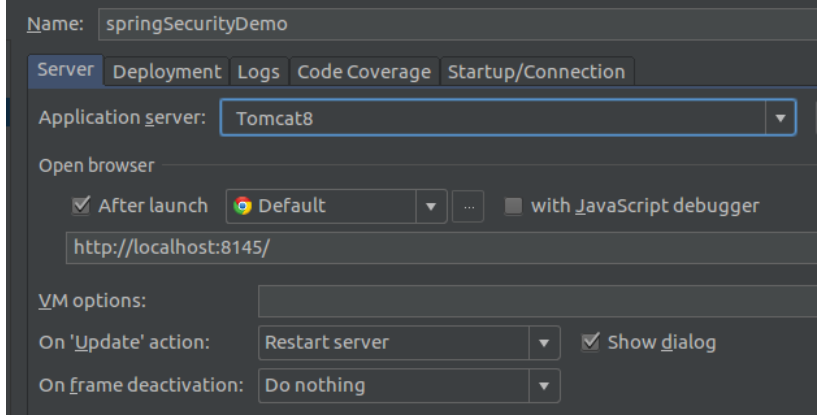 Name: springSecurityDemo
Server Deployment Logs Code Coverage Startup/Connection
Application server: Tomcat8
Open browser
After launch Default ... with JavaScript debugger
http://localhost:8145/
VM options:
On 'Update' action: Restart server Show dialog
On frame deactivation: Do nothing